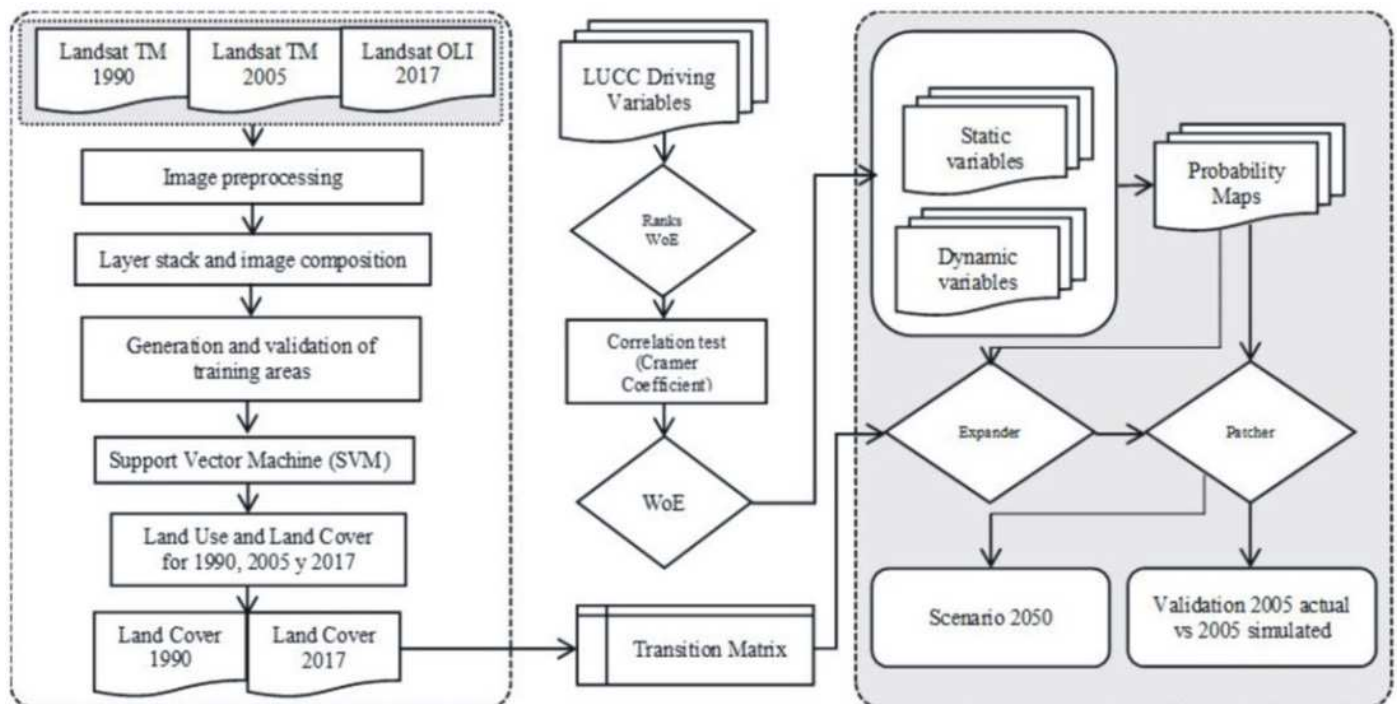 Landsat TM
1990
Landsat TM
2005
Landsat OLI
2017
Image preprocessing
Layer stack and image composition
Generation and validation of
training areas
Support Vector Machine (SVM)
Land Use and Land Cover
for 1990, 2005 y 2017
Land Cover
1990
Land Cover
2017
LUCC Driving
Variables
Ranks
WoE
Correlation test
(Cramer
Coefficient)
WoE
Transition Matrix
Static
variables
Dynamic
variables
Probability
Maps
Expander
Patcher
Scenario 2050
Validation 2005 actual
vs 2005 simulated